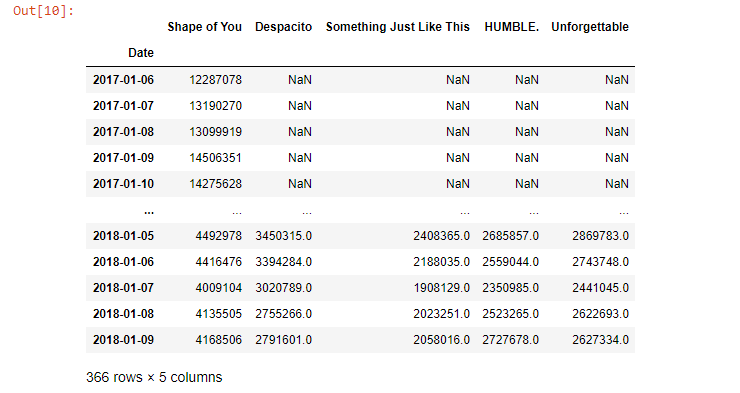 Out[10]:
Shape of You Despacito Something Just Like This HUMBLE. Unforgettable
Date
2017-01-06 12287078 NaN NaN NaN NaN
2017-01-07 13190270 NaN NaN NaN NaN
2017-01-08 13099919 NaN NaN NaN NaN
2017-01-09 14506351 NaN NaN NaN NaN
2017-01-10 14275628 NaN NaN NaN NaN
... ... ... ... ... ...
2018-01-05 4492978 3450315.0 2408365.0 2685857.0 2869783.0
2018-01-06 4416476 3394284.0 2188035.0 2559044.0 2743748.0
2018-01-07 4009104 3020789.0 1908129.0 2350985.0 2441045.0
2018-01-08 4135505 2755266.0 2023251.0 2523265.0 2622693.0
2018-01-09 4168506 2791601.0 2058016.0 2727678.0 2627334.0
366 rows × 5 columns